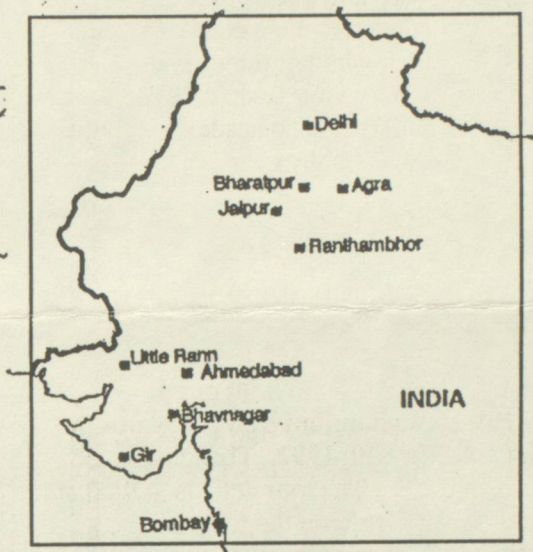 Delhi
Bharatpur
Agra
Jaipur
Ranthambhor
Little Rann
Ahmedabad
INDIA
Bhavnagar
Gir
Bombay